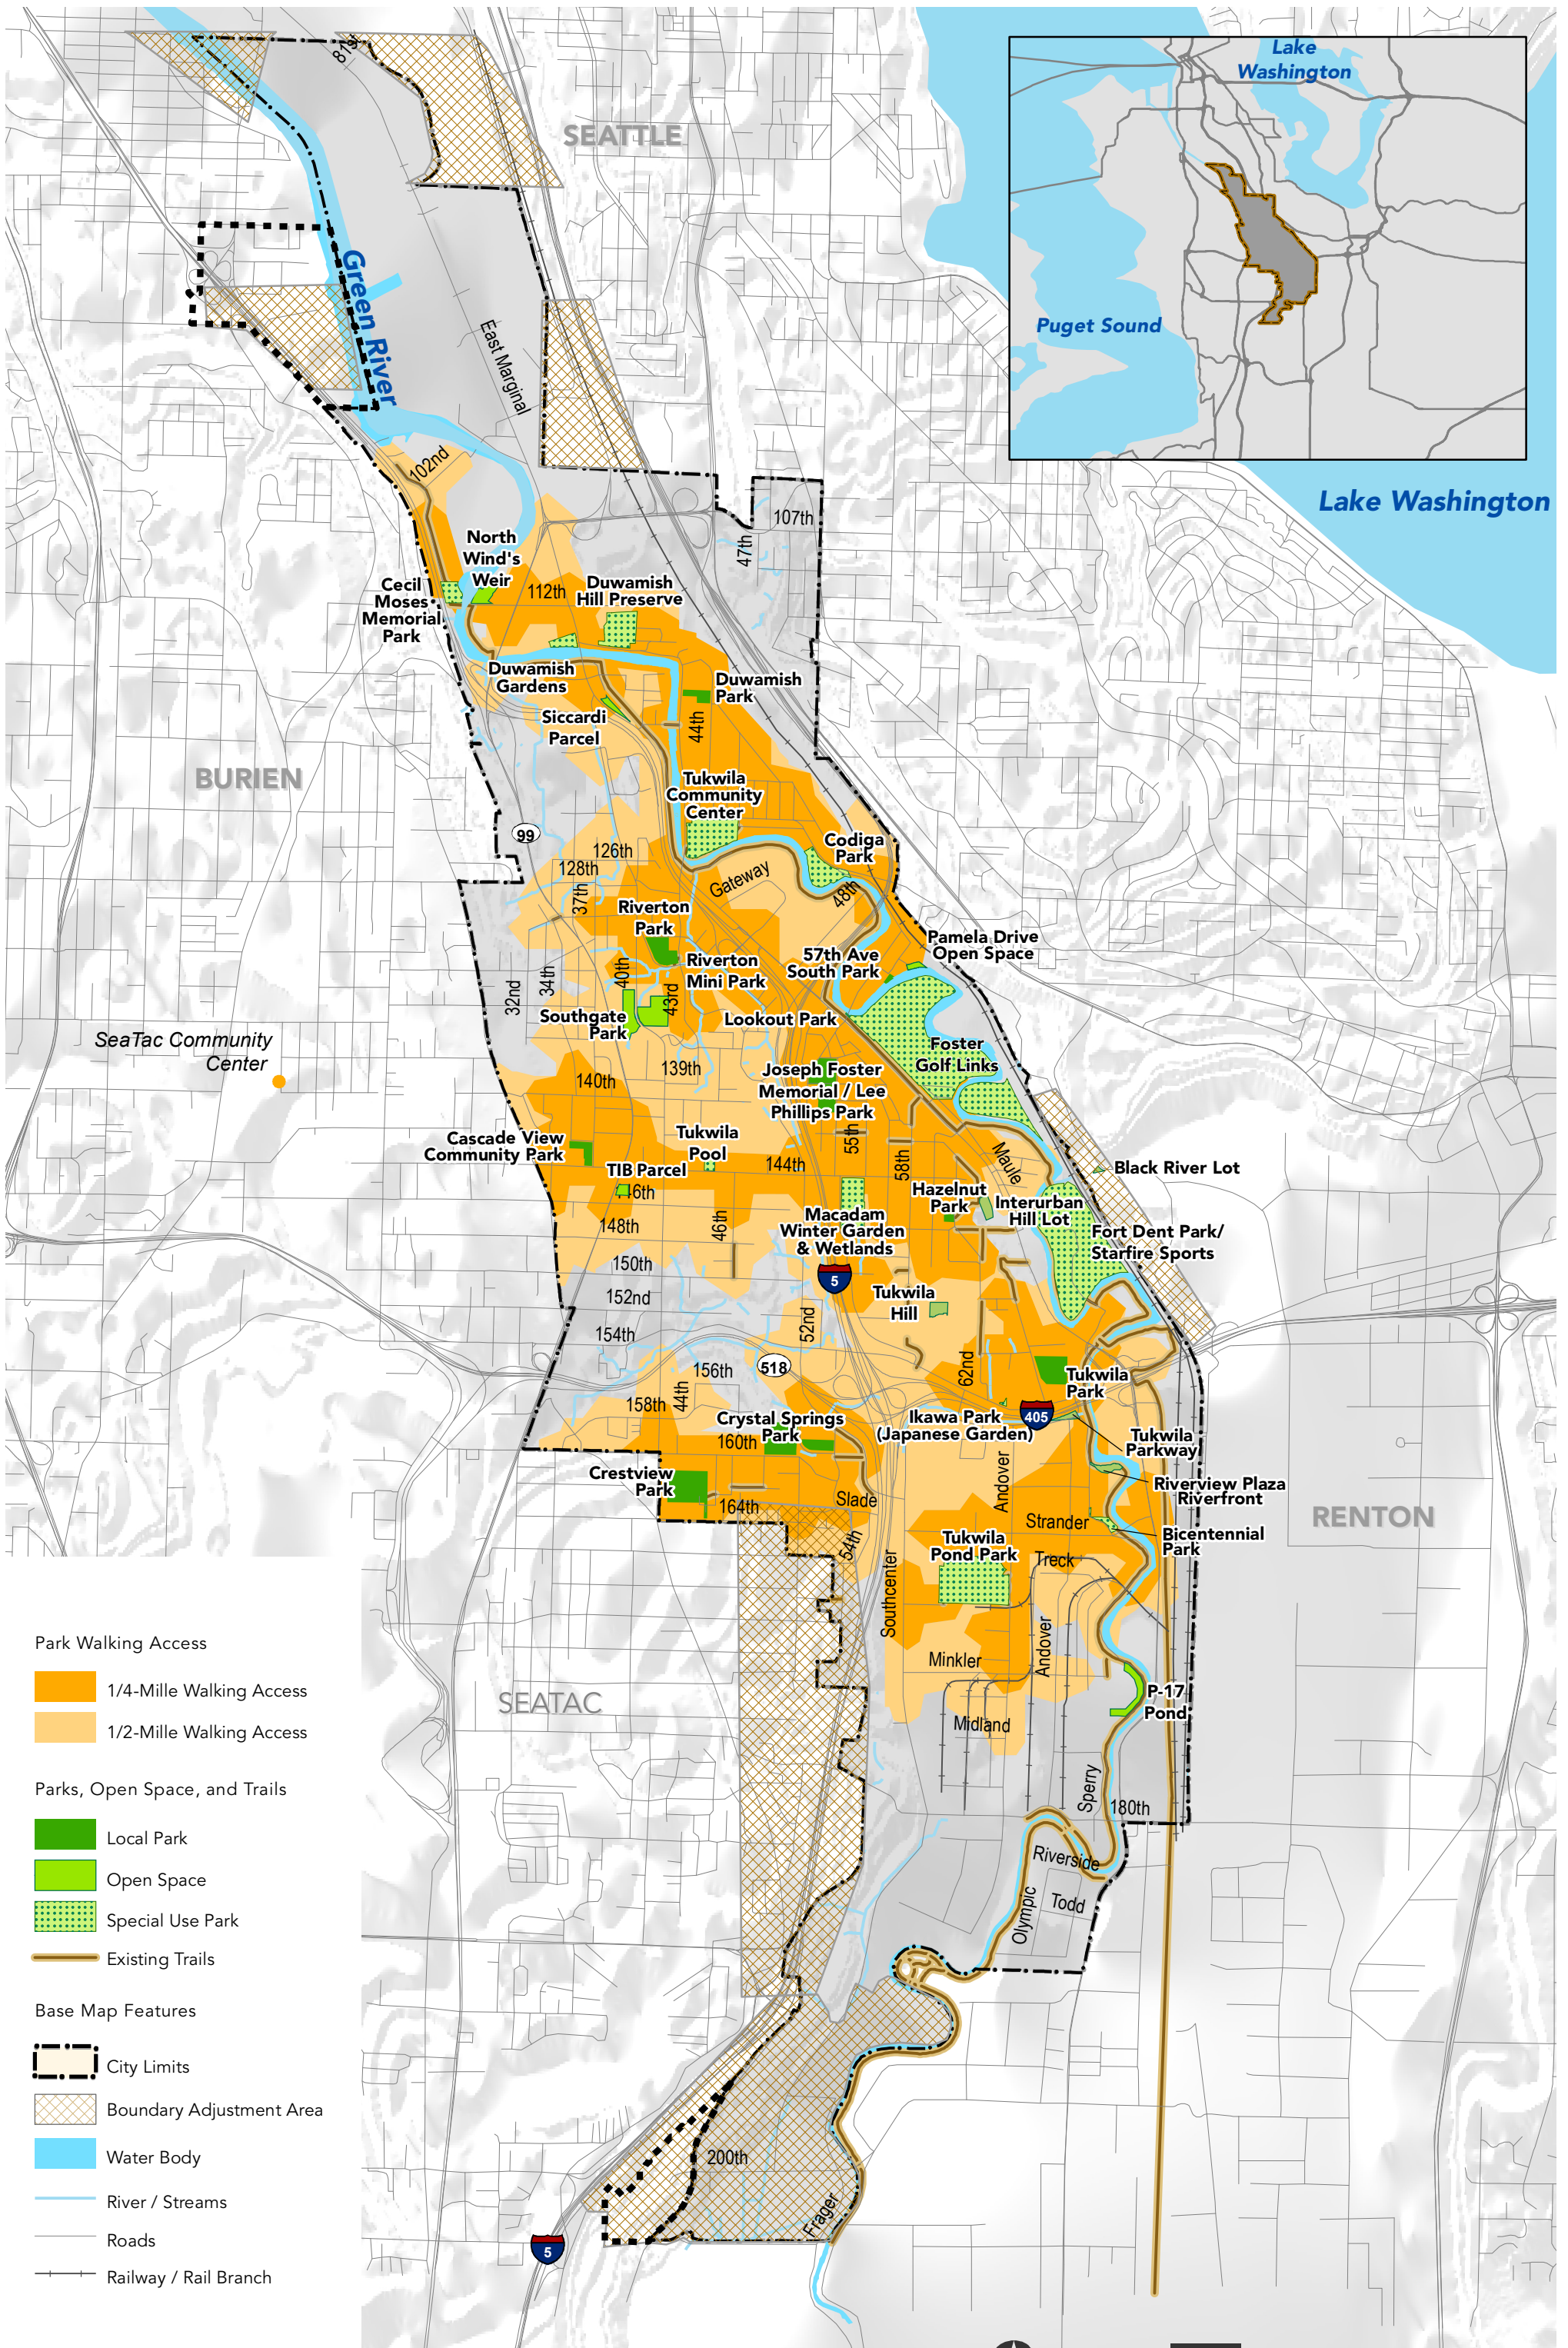 81st
SEATTLE
Lake
Washington
Puget Sound
Green River
East Marginal
Lake Washington
102nd
107th
47th
North
Wind's
Weir
Cecil
Moses
Memorial
Park
112th
Duwamish
Hill Preserve
Duwamish
Gardens
Duwamish
Park
Siccardi
Parcel
44th
BURIEN
Tukwila
Community
Center
99
126th
128th
37th
Codiga
Park
Gateway
48th
Riverton
Park
Pamela Drive
Open Space
57th Ave
South Park
Riverton
Mini Park
32nd
34th
40th
43rd
Southgate
Park
Lookout Park
SeaTac Community
Center
Foster
Golf Links
139th
140th
Joseph Foster
Memorial / Lee
Phillips Park
Cascade View
Community Park
Tukwila
Pool
55th
58th
Maule
144th
TIB Parcel
146th
Black River Lot
Hazelnut
Park
Interurban
Hill Lot
148th
46th
Macadam
Winter Garden
& Wetlands
Fort Dent Park/
Starfire Sports
150th
5
152nd
Tukwila
Hill
154th
52nd
156th
518
62nd
Tukwila
Park
158th
44th
Crystal Springs
Park
160th
Ikawa Park
(Japanese Garden)
405
Tukwila
Parkway
Crestview
Park
164th
Slade
Andover
Riverview Plaza
Riverfront
RENTON
Strander
54th
Bicentennial
Park
Tukwila
Pond Park
Treck
Southcenter
Andover
Minkler
P-17
Pond
SEATAC
Midland
Sperry
180th
Riverside
Olympic
Todd
200th
Frager
5
Park Walking Access
1/4-Mille Walking Access
1/2-Mille Walking Access
Parks, Open Space, and Trails
Local Park
Open Space
Special Use Park
Existing Trails
Base Map Features
City Limits
Boundary Adjustment Area
Water Body
River / Streams
Roads
Railway / Rail Branch